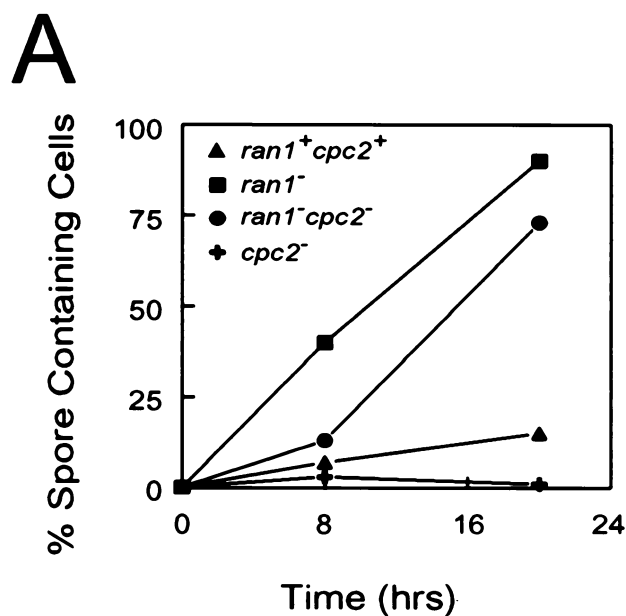 A
% Spore Containing Cells
100
75
50
25
0
ran1⁺cpc2⁺
ran1⁻
ran1⁻cpc2⁻
cpc2⁻
0 8 16 24
Time (hrs)